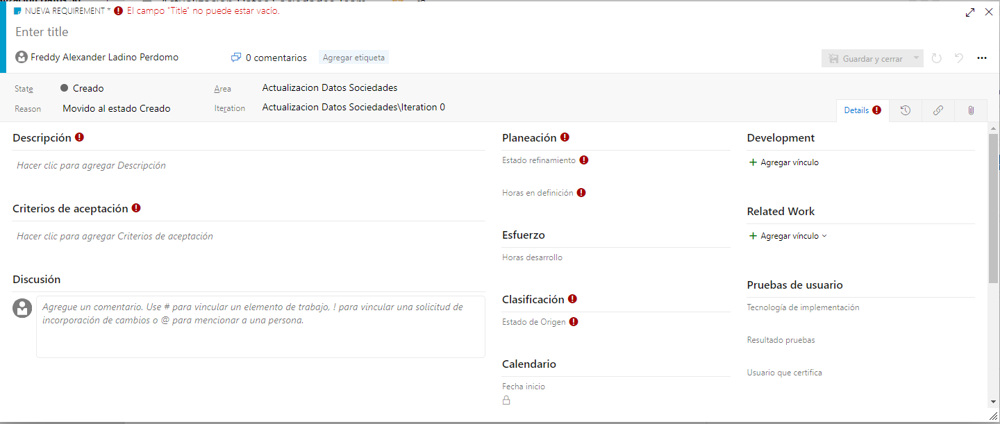 NUEVA REQUIREMENT * El campo "Title" no puede estar vacío.
Enter title
Freddy Alexander Ladino Perdomo 0 comentarios Agregar etiqueta Guardar y cerrar
State Creado Area Actualizacion Datos Sociedades
Reason Movido al estado Creado Iteration Actualizacion Datos Sociedades\Iteration 0
Details
Descripción
Hacer clic para agregar Descripción
Criterios de aceptación
Hacer clic para agregar Criterios de aceptación
Discusión
Agregue un comentario. Use # para vincular un elemento de trabajo, ! para vincular una solicitud de
incorporación de cambios o @ para mencionar a una persona.
Planeación
Estado refinamiento
Horas en definición
Esfuerzo
Horas desarrollo
Clasificación
Estado de Origen
Calendario
Fecha inicio
Development
Agregar vínculo
Related Work
Agregar vínculo
Pruebas de usuario
Tecnología de implementación
Resultado pruebas
Usuario que certifica